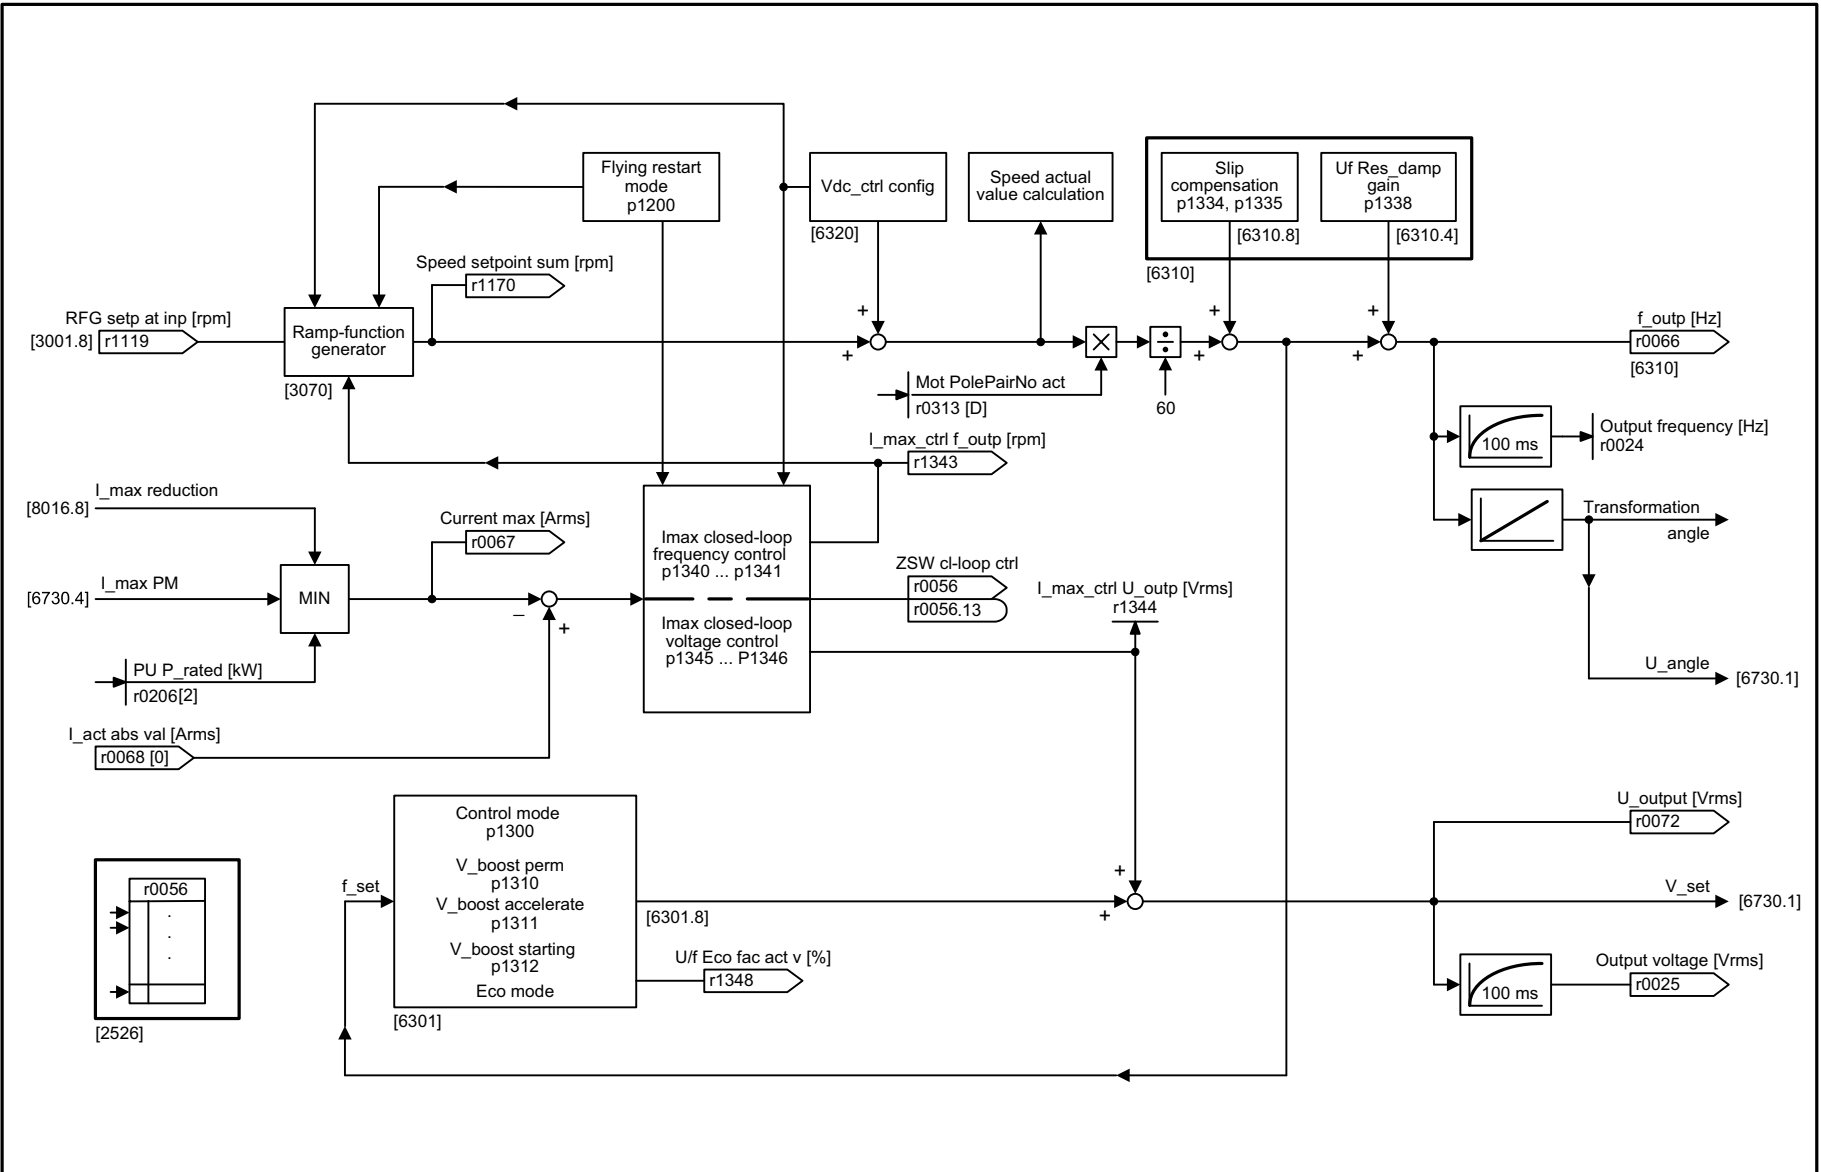 Flying restart
mode
p1200
Vdc_ctrl config
[6320]
Speed actual
value calculation
Slip
compensation
p1334, p1335
[6310.8]
Uf Res_damp
gain
p1338
[6310.4]
[6310]
Speed setpoint sum [rpm]
r1170
RFG setp at inp [rpm]
[3001.8]
r1119
Ramp-function
generator
[3070]
+
+
Mot PolePairNo act
r0313 [D]
×
÷
60
+
+
+
+
f_outp [Hz]
r0066
[6310]
100 ms
Output frequency [Hz]
r0024
Transformation
angle
U_angle
[6730.1]
I_max_ctrl f_outp [rpm]
r1343
I_max reduction
[8016.8]
I_max PM
[6730.4]
MIN
PU P_rated [kW]
r0206[2]
Current max [Arms]
r0067
–
+
I_act abs val [Arms]
r0068 [0]
Imax closed-loop
frequency control
p1340 ... p1341
Imax closed-loop
voltage control
p1345 ... P1346
ZSW cl-loop ctrl
r0056
r0056.13
I_max_ctrl U_outp [Vrms]
r1344
Control mode
p1300
V_boost perm
p1310
V_boost accelerate
p1311
V_boost starting
p1312
Eco mode
[6301]
f_set
[6301.8]
U/f Eco fac act v [%]
r1348
+
+
U_output [Vrms]
r0072
V_set
[6730.1]
100 ms
Output voltage [Vrms]
r0025
r0056
.
.
.
[2526]